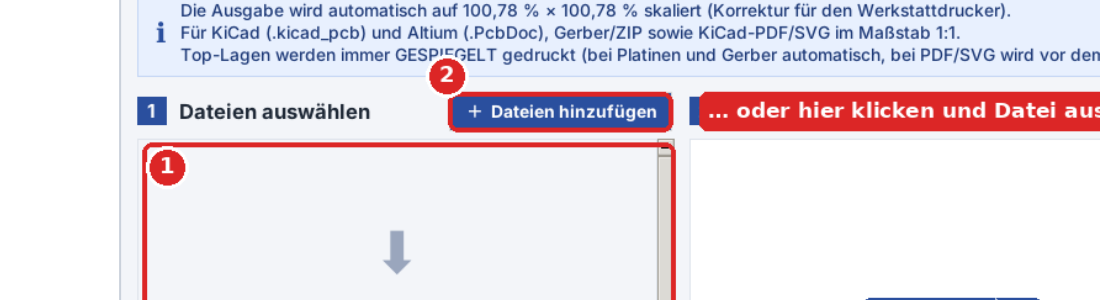 Die Ausgabe wird automatisch auf 100,78 % × 100,78 % skaliert (Korrektur für den Werkstattdrucker).
Für KiCad (.kicad_pcb) und Altium (.PcbDoc), Gerber/ZIP sowie KiCad-PDF/SVG im Maßstab 1:1.
Top-Lagen werden immer GESPIEGELT gedruckt (bei Platinen und Gerber automatisch, bei PDF/SVG wird vor dem
2
1 Dateien auswählen
+ Dateien hinzufügen
... oder hier klicken und Datei aus
1